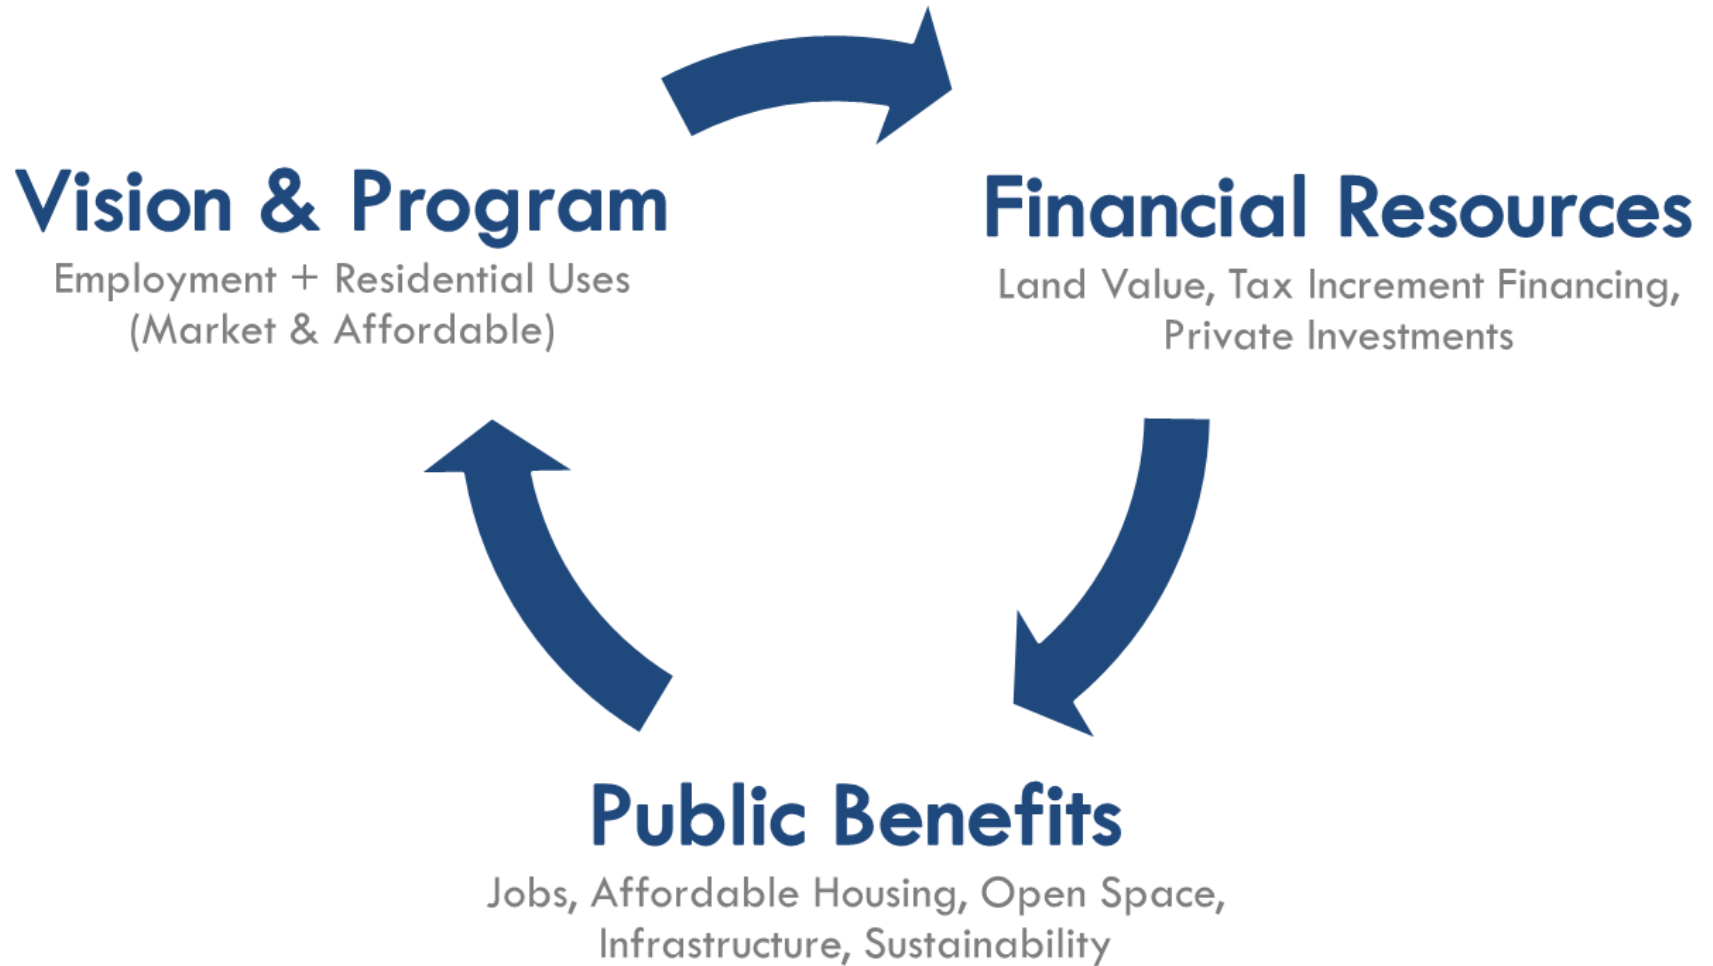 Vision & Program
Employment + Residential Uses
(Market & Affordable)
Financial Resources
Land Value, Tax Increment Financing,
Private Investments
Public Benefits
Jobs, Affordable Housing, Open Space,
Infrastructure, Sustainability